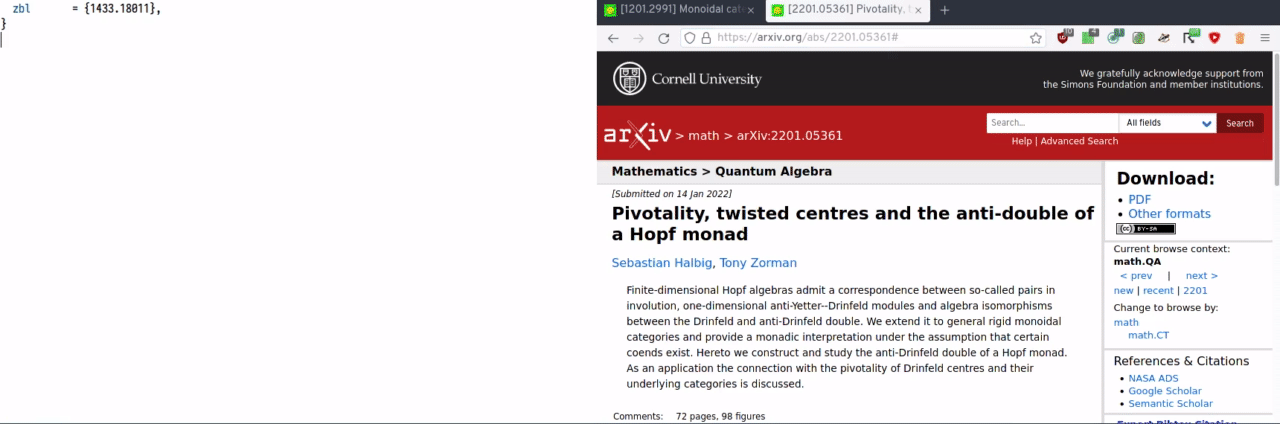 zbl = {1433.18011},
}
[1201.2991] Monoidal cat
[2201.05361] Pivotality, t
https://arxiv.org/abs/2201.05361#
Cornell University
We gratefully acknowledge support from
the Simons Foundation and member institutions.
arXiv > math > arXiv:2201.05361
Search...
All fields
Search
Help | Advanced Search
Mathematics > Quantum Algebra
[Submitted on 14 Jan 2022]
Pivotality, twisted centres and the anti-double of
a Hopf monad
Sebastian Halbig, Tony Zorman
Finite-dimensional Hopf algebras admit a correspondence between so-called pairs in
involution, one-dimensional anti-Yetter--Drinfeld modules and algebra isomorphisms
between the Drinfeld and anti-Drinfeld double. We extend it to general rigid monoidal
categories and provide a monadic interpretation under the assumption that certain
coends exist. Hereto we construct and study the anti-Drinfeld double of a Hopf monad.
As an application the connection with the pivotality of Drinfeld centres and their
underlying categories is discussed.
Comments: 72 pages, 98 figures
Download:
• PDF
• Other formats
(cc) BY-SA
Current browse context:
math.QA
< prev | next >
new | recent | 2201
Change to browse by:
math
math.CT
References & Citations
• NASA ADS
• Google Scholar
• Semantic Scholar
Export Bibtex Citation